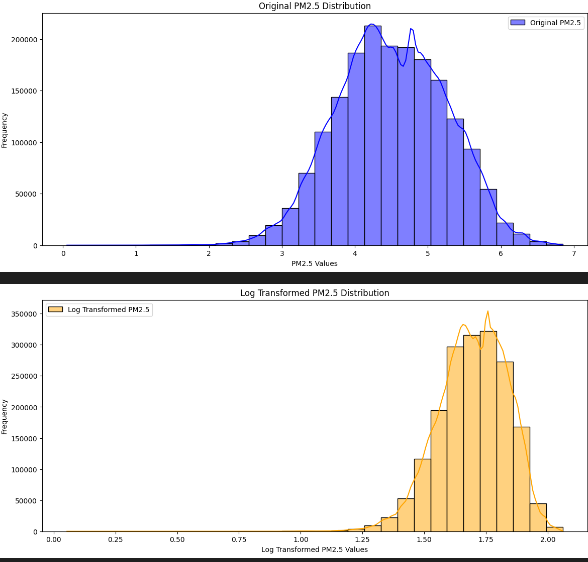 Original PM2.5 Distribution
Original PM2.5
200000
150000
100000
50000
0
Frequency
0 1 2 3 4 5 6 7
PM2.5 Values
Log Transformed PM2.5 Distribution
Log Transformed PM2.5
350000
300000
250000
200000
150000
100000
50000
0
Frequency
0.00 0.25 0.50 0.75 1.00 1.25 1.50 1.75 2.00
Log Transformed PM2.5 Values